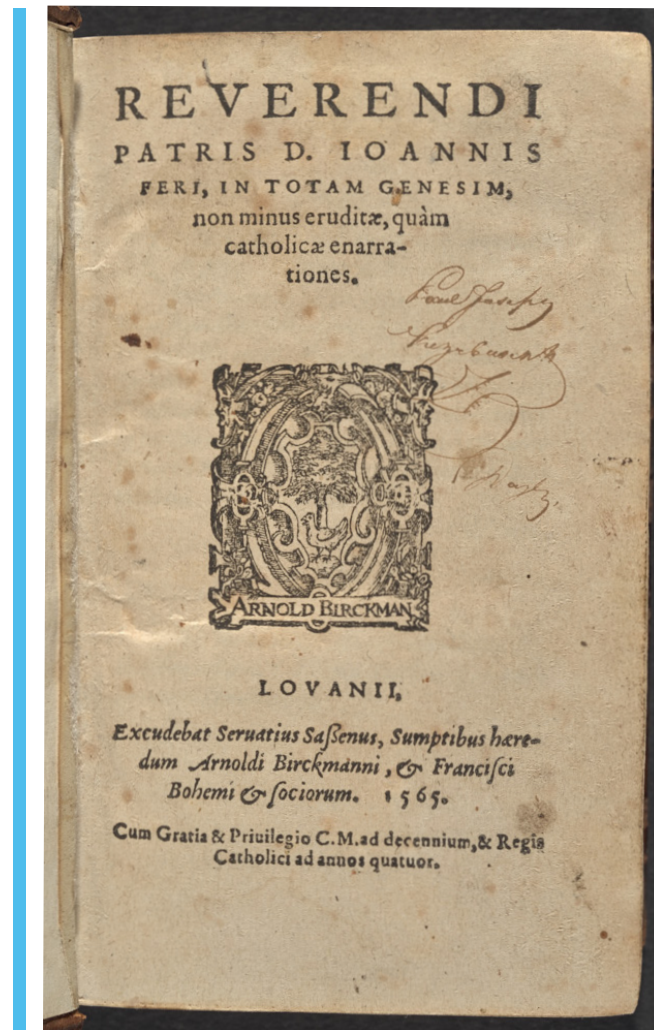 REVERENDI
PATRIS D. IOANNIS
FERI, IN TOTAM GENESIM,
non minus eruditæ, quàm
catholicæ enarra-
tiones.
ARNOLD BIRCKMAN
LOVANII,
Excudebat Seruatius Saßenus, Sumptibus hære-
dum Arnoldi Birckmanni, & Franciſci
Bohemi & ſociorum. 1565.
Cum Gratia & Priuilegio C.M. ad decennium, & Regis
Catholici ad annos quatuor.